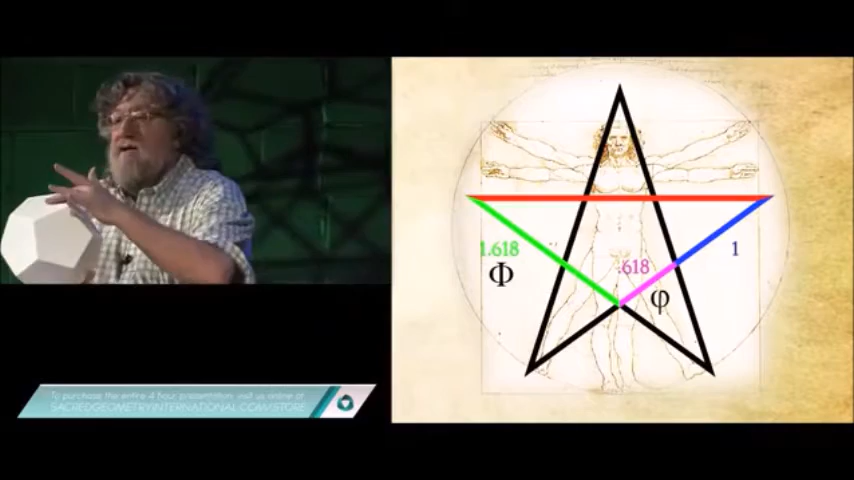 1.618
Φ
.618
φ
1
To purchase the entire 4 hour presentation, visit us online at
SACREDGEOMETRYINTERNATIONAL.COM/STORE